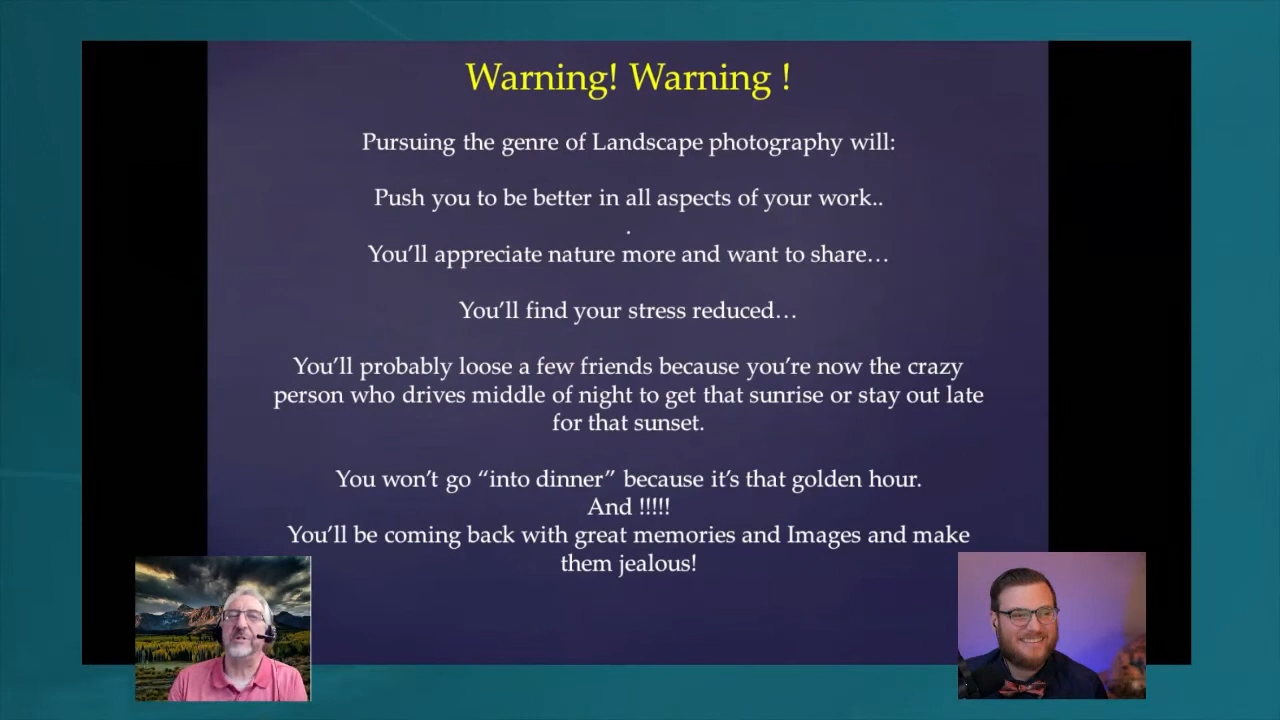 Warning! Warning !
Pursuing the genre of Landscape photography will:
Push you to be better in all aspects of your work..
.
You'll appreciate nature more and want to share…
You'll find your stress reduced…
You'll probably loose a few friends because you're now the crazy
person who drives middle of night to get that sunrise or stay out late
for that sunset.
You won't go “into dinner” because it's that golden hour.
And !!!!!
You'll be coming back with great memories and Images and make
them jealous!